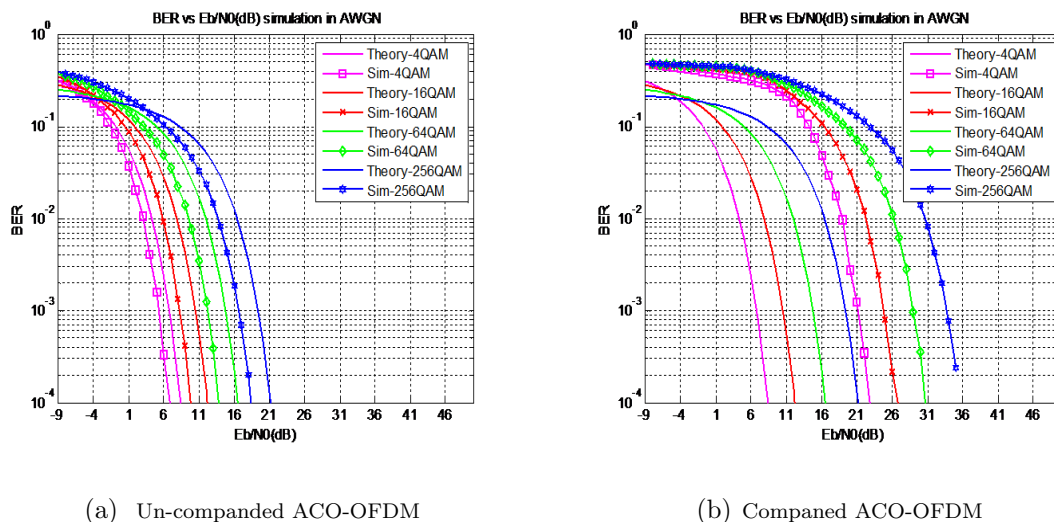 BER vs Eb/N0(dB) simulation in AWGN
10^0
10^-1
10^-2
10^-3
10^-4
BER
-9 -4 1 6 11 16 21 26 31 36 41 46
Eb/N0(dB)
Theory-4QAM
Sim-4QAM
Theory-16QAM
Sim-16QAM
Theory-64QAM
Sim-64QAM
Theory-256QAM
Sim-256QAM
(a) Un-companded ACO-OFDM
BER vs Eb/N0(dB) simulation in AWGN
10^0
10^-1
10^-2
10^-3
10^-4
BER
-9 -4 1 6 11 16 21 26 31 36 41 46
Eb/N0(dB)
Theory-4QAM
Sim-4QAM
Theory-16QAM
Sim-16QAM
Theory-64QAM
Sim-64QAM
Theory-256QAM
Sim-256QAM
(b) Companed ACO-OFDM